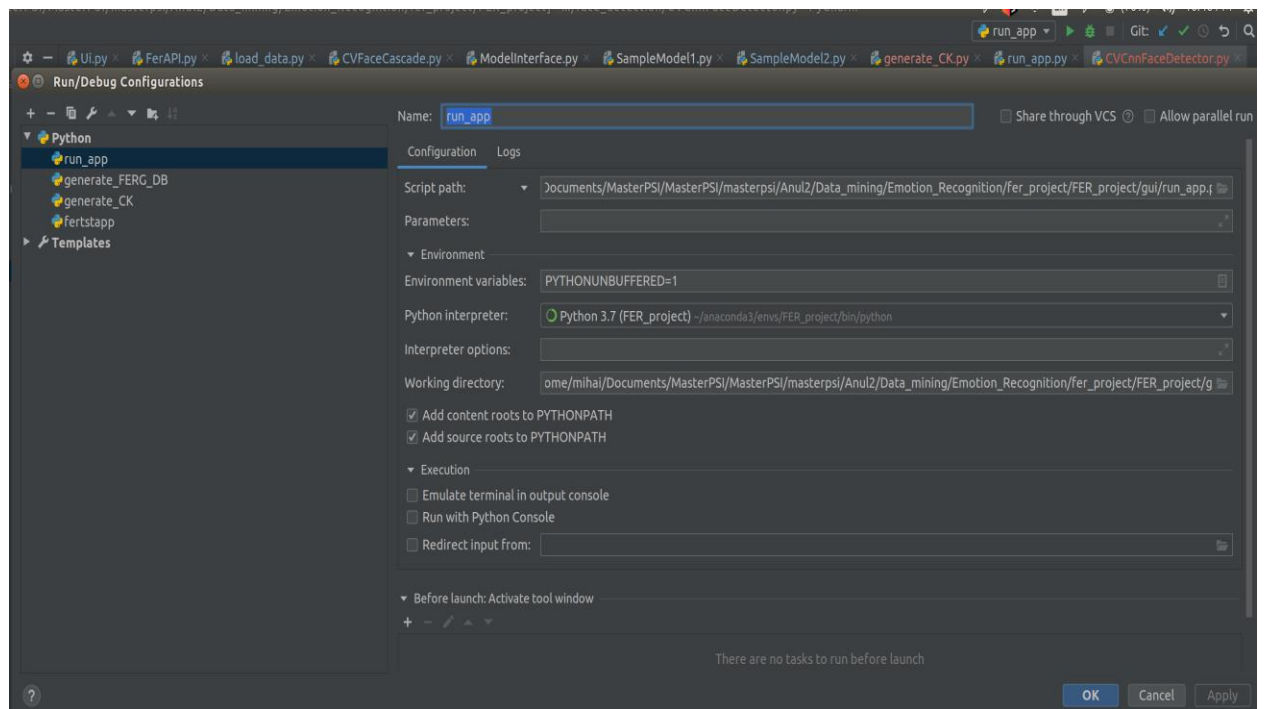 run_app
Git:
Ui.py FerAPI.py load_data.py CVFaceCascade.py ModelInterface.py SampleModel1.py SampleModel2.py generate_CK.py run_app.py CVCnnFaceDetector.py
Run/Debug Configurations
Name: run_app Share through VCS Allow parallel run
Python
run_app
generate_FERG_DB
generate_CK
fertstapp
Templates
Configuration Logs
Script path: Documents/MasterPSI/MasterPSI/masterpsi/Anul2/Data_mining/Emotion_Recognition/fer_project/FER_project/gui/run_app.p
Parameters:
Environment
Environment variables: PYTHONUNBUFFERED=1
Python interpreter: Python 3.7 (FER_project) ~/anaconda3/envs/FER_project/bin/python
Interpreter options:
Working directory: ome/mihai/Documents/MasterPSI/MasterPSI/masterpsi/Anul2/Data_mining/Emotion_Recognition/fer_project/FER_project/g
Add content roots to PYTHONPATH
Add source roots to PYTHONPATH
Execution
Emulate terminal in output console
Run with Python Console
Redirect input from:
Before launch: Activate tool window
There are no tasks to run before launch
? OK Cancel Apply